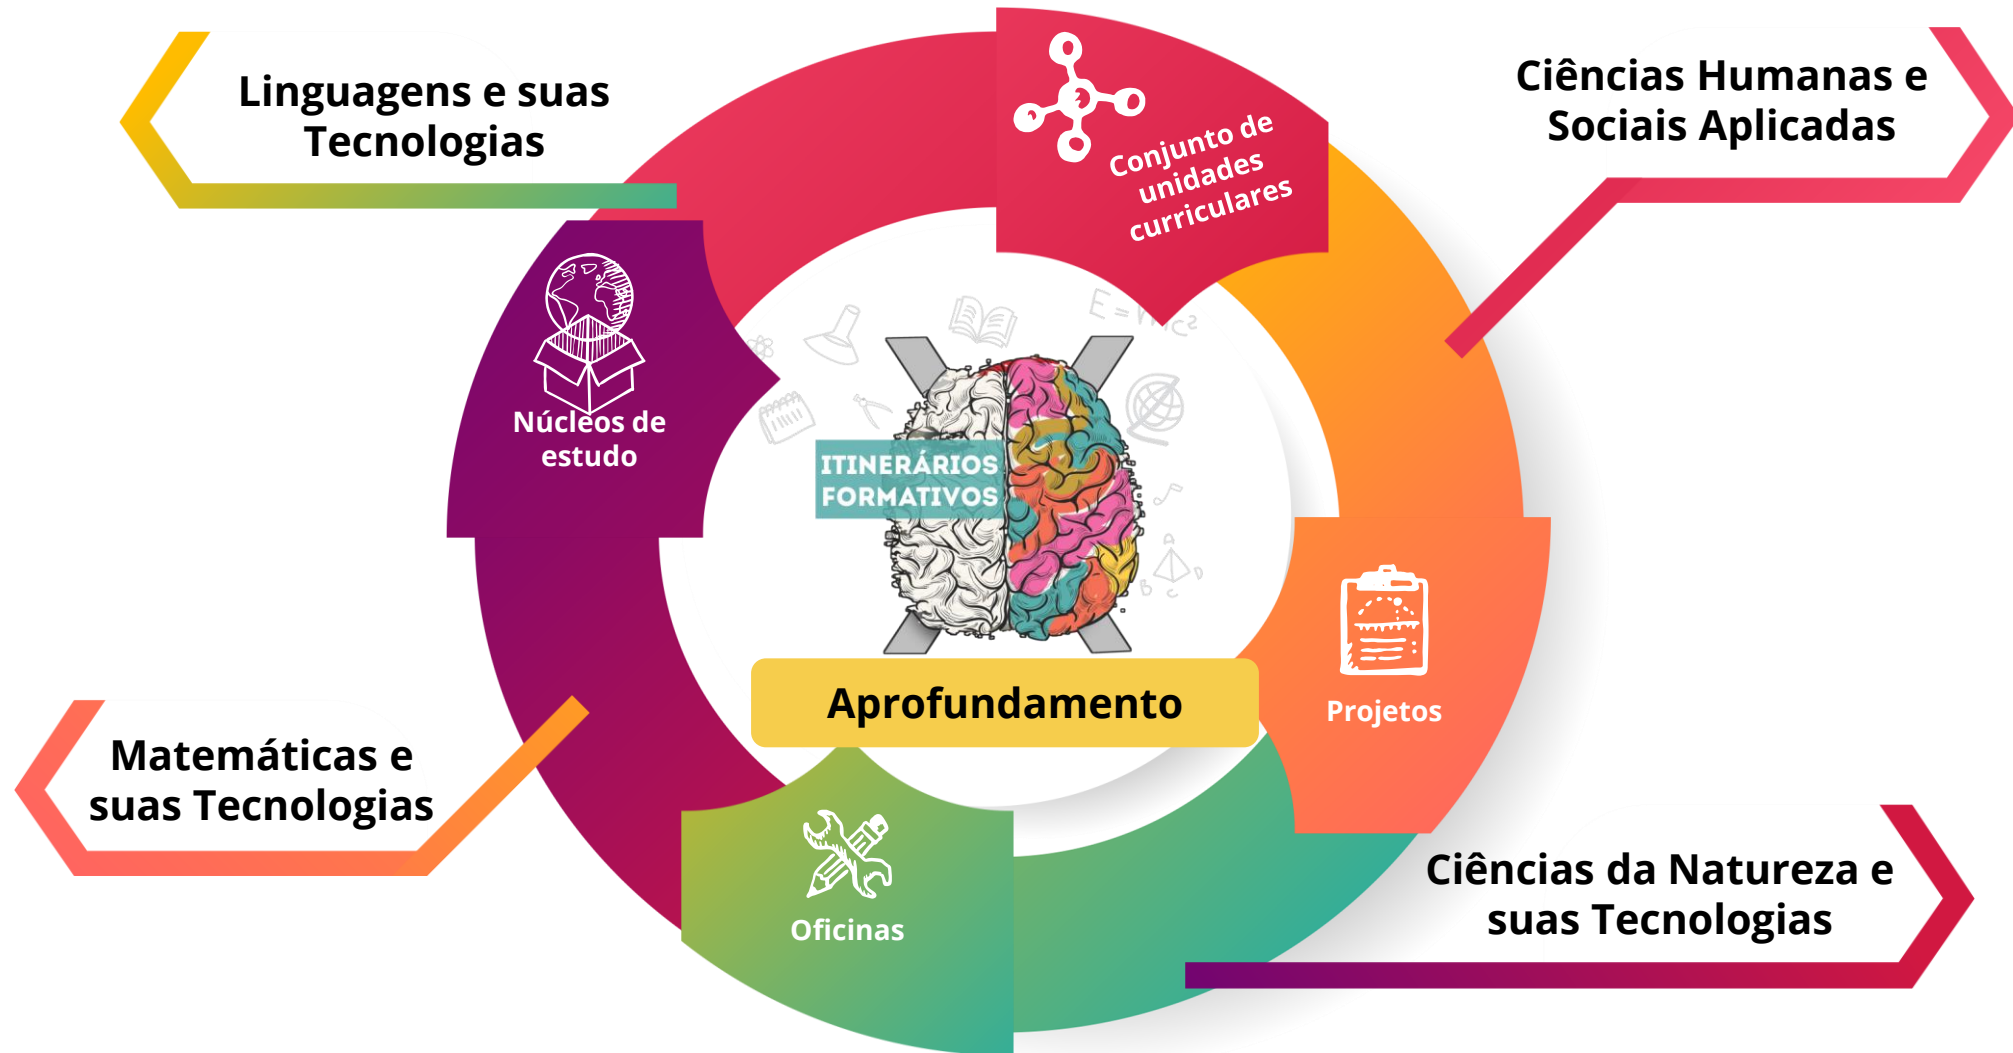 Linguagens e suas
Tecnologias
Ciências Humanas e
Sociais Aplicadas
Conjunto de
unidades
curriculares
Núcleos de
estudo
E=mc²
ITINERÁRIOS
FORMATIVOS
B
C
D
Aprofundamento
Projetos
Matemáticas e
suas Tecnologias
Oficinas
Ciências da Natureza e
suas Tecnologias